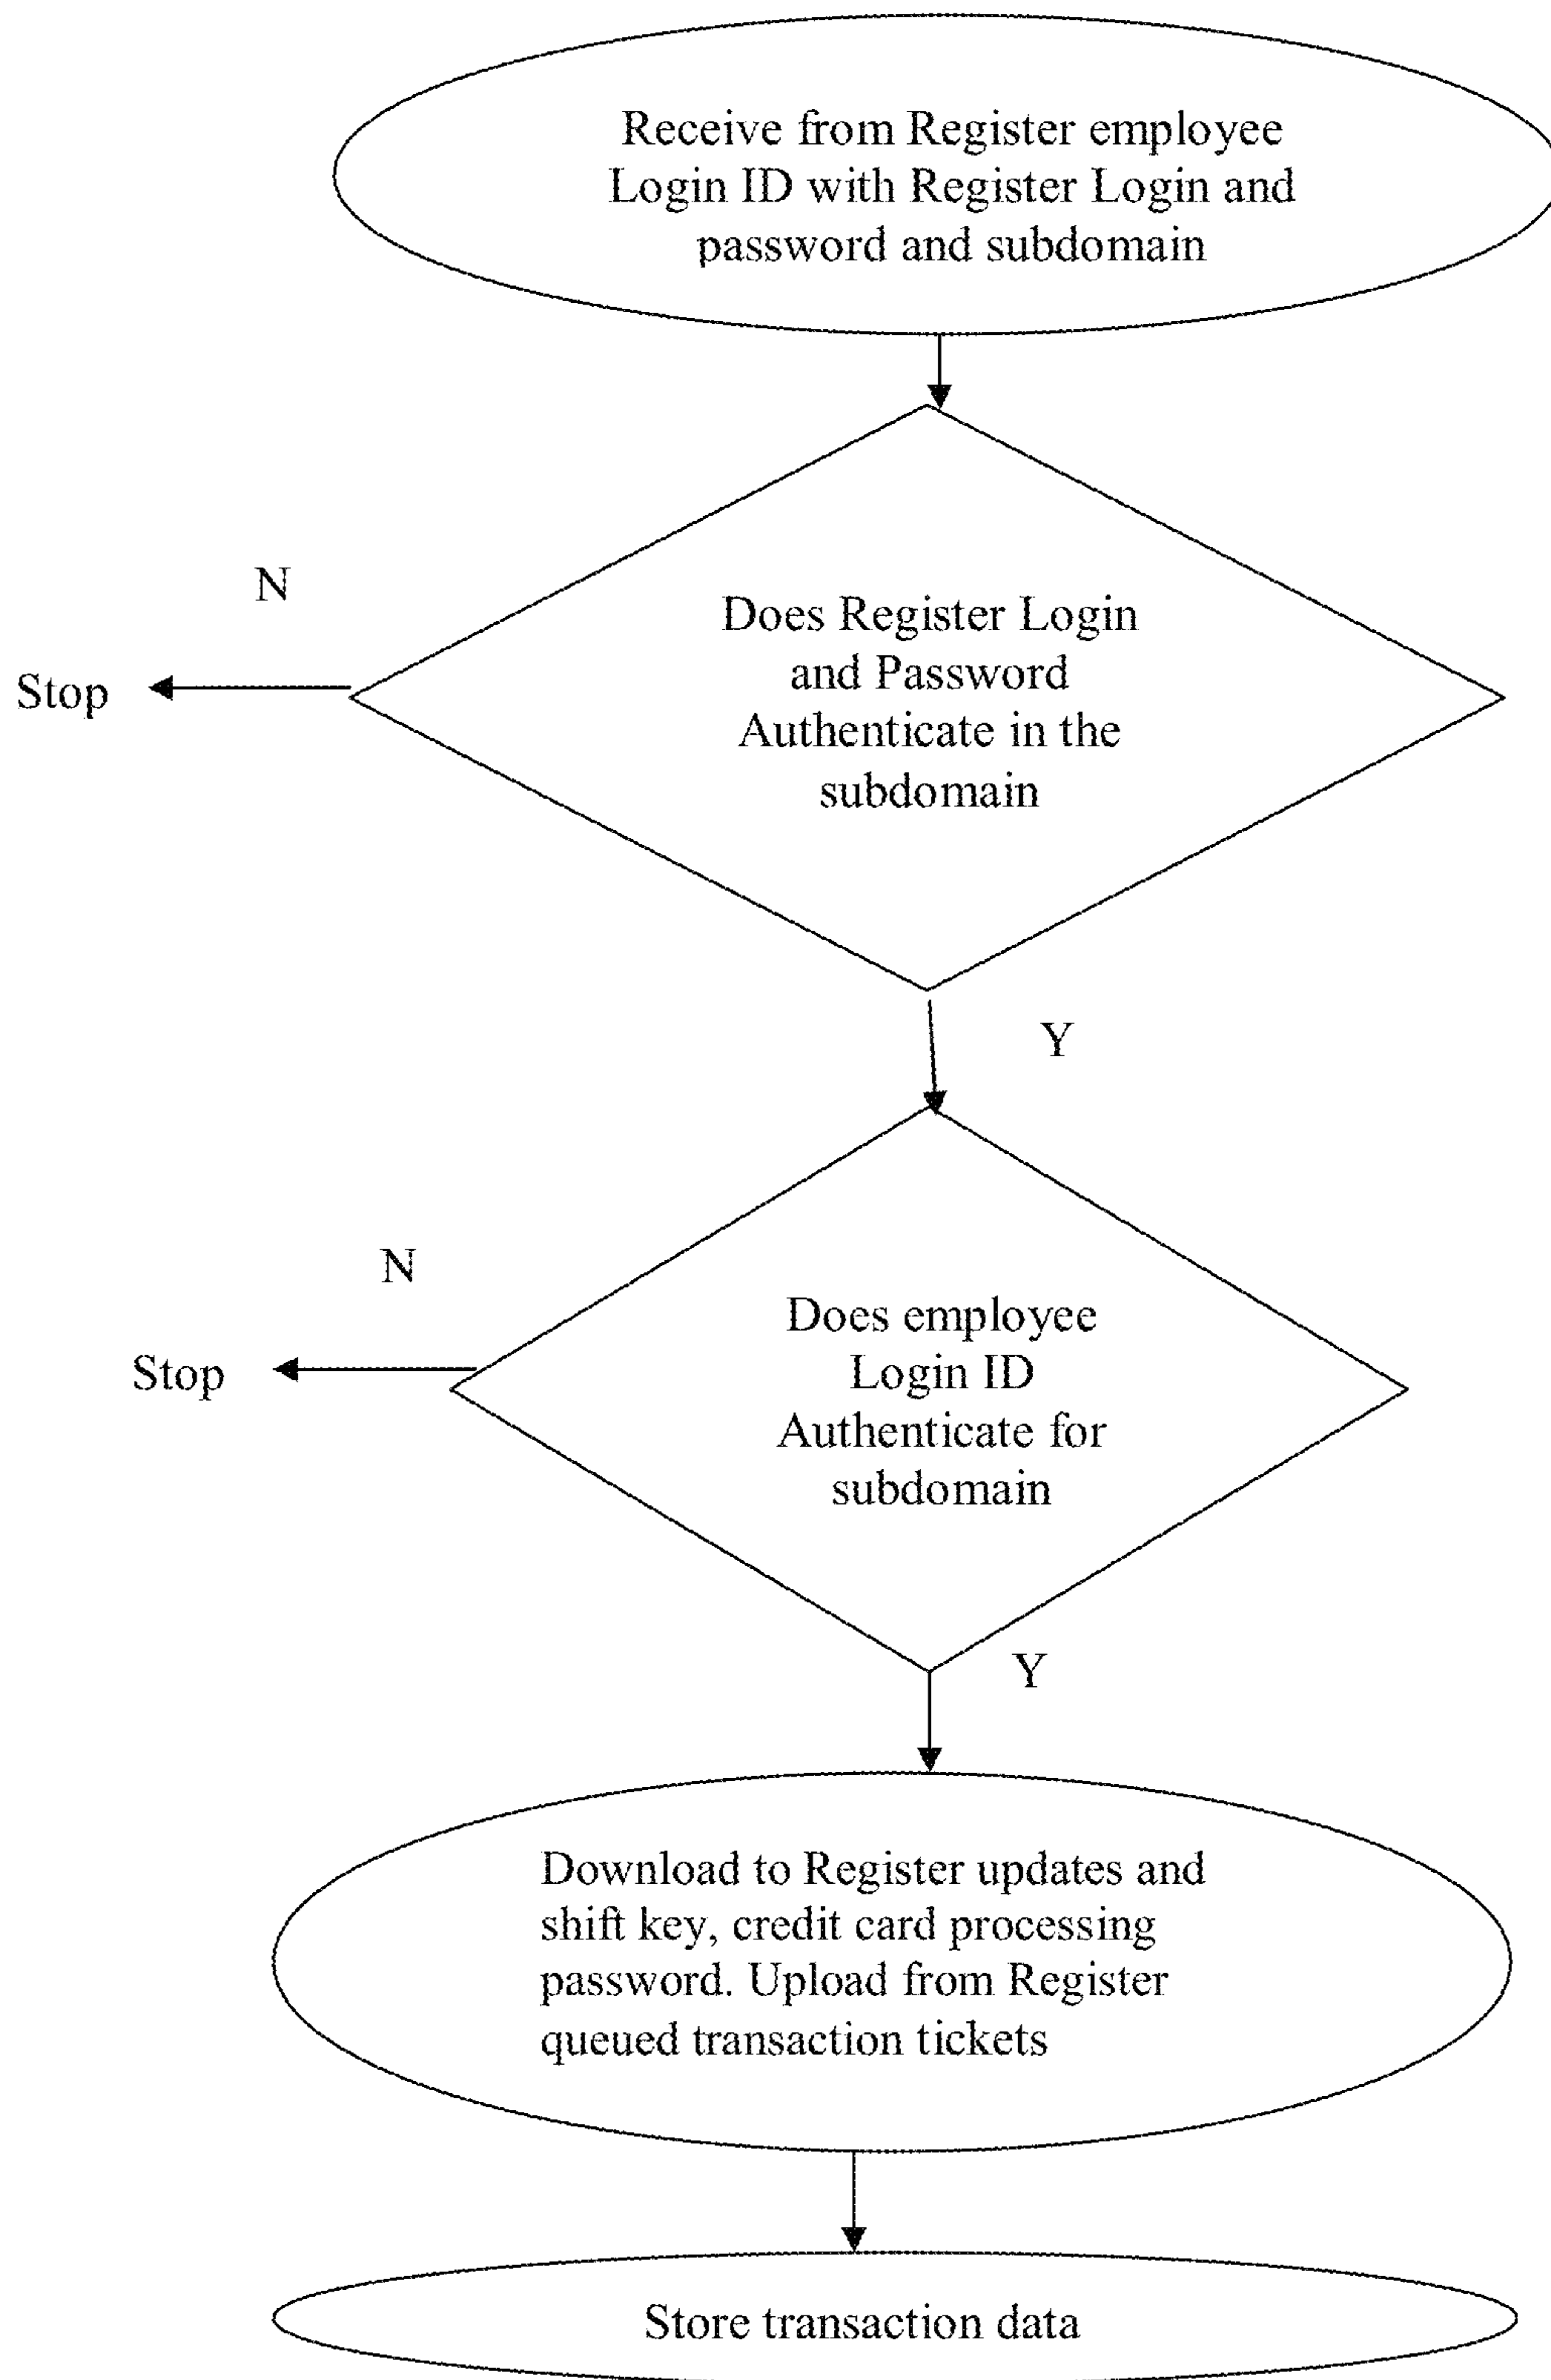 Receive from Register employee
Login ID with Register Login and
password and subdomain
N
Does Register Login
and Password
Authenticate in the
subdomain
Stop
Y
N
Does employee
Login ID
Authenticate for
subdomain
Stop
Y
Download to Register updates and
shift key, credit card processing
password. Upload from Register
queued transaction tickets
Store transaction data